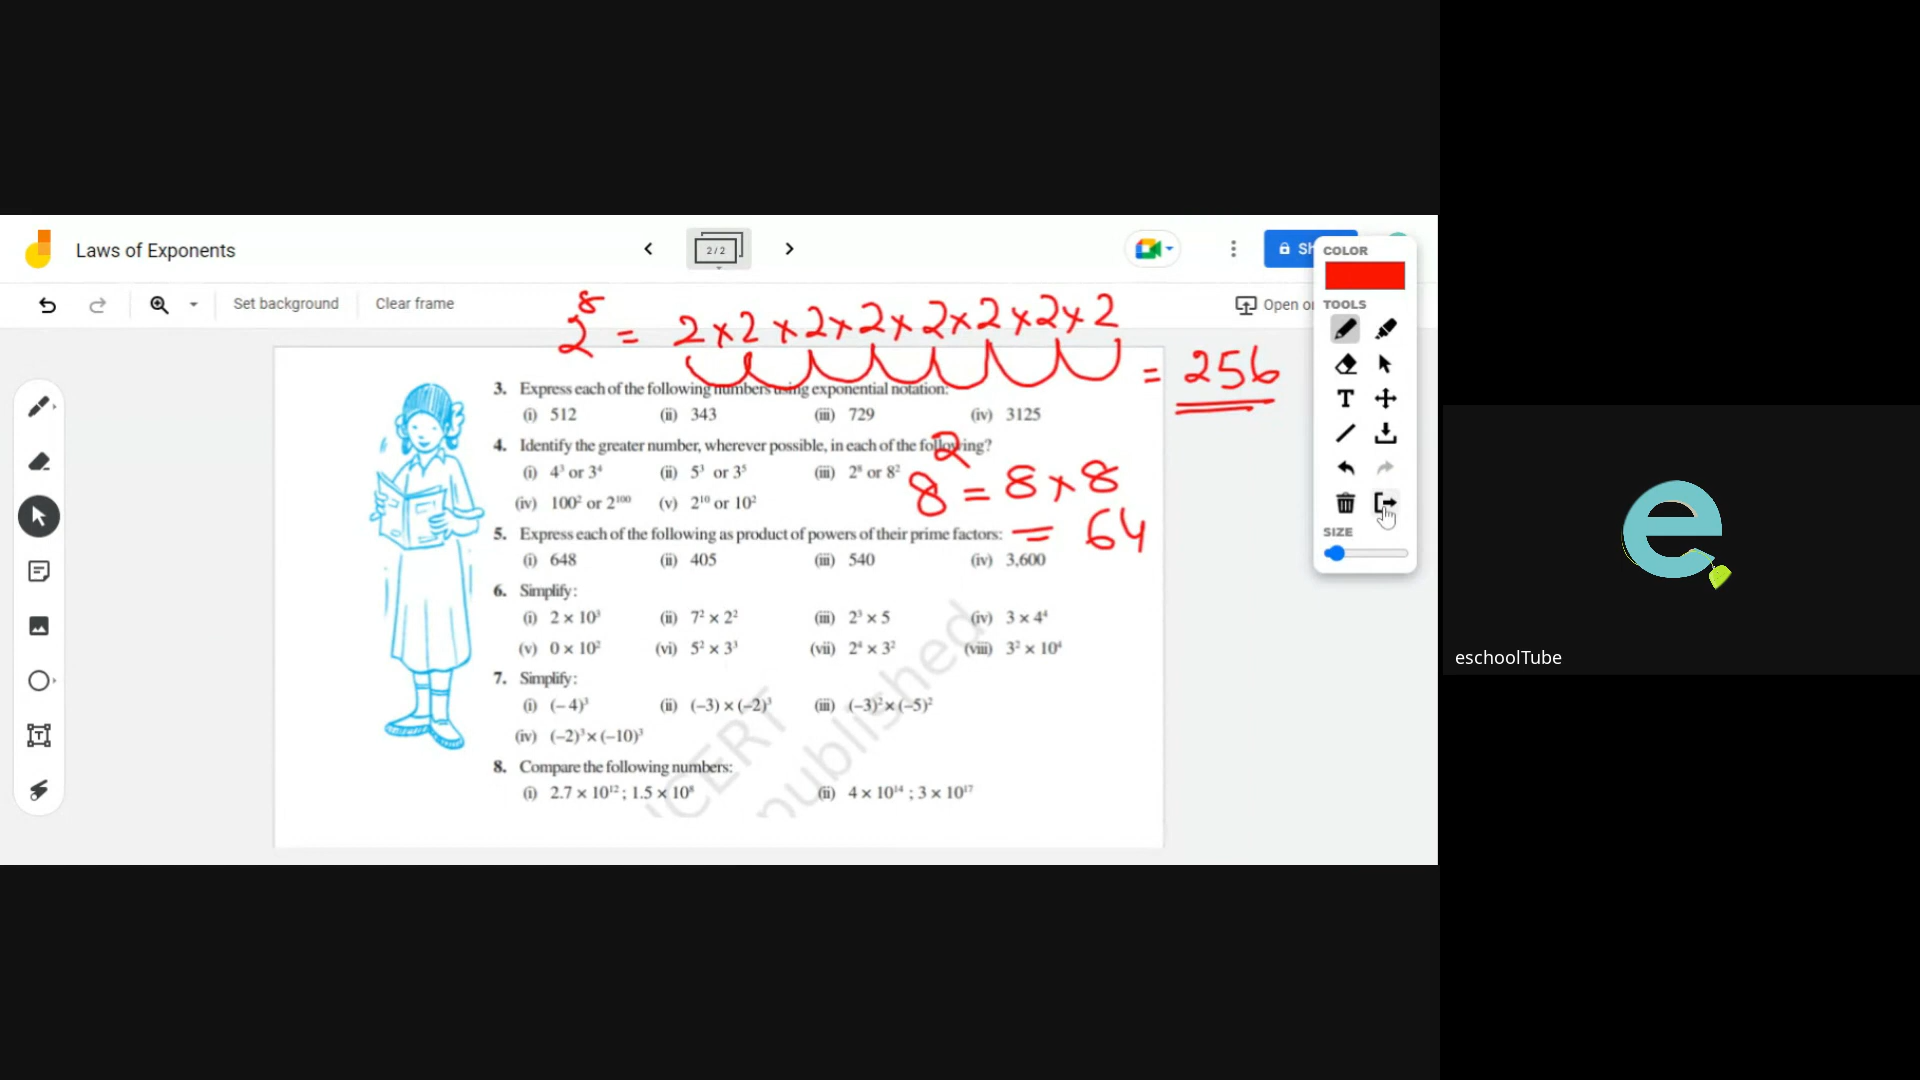 Laws of Exponents
2 / 2
Sh
Set background
Clear frame
Open o
COLOR
TOOLS
SIZE
2⁸ = 2×2×2×2×2×2×2×2
= 256
3. Express each of the following numbers using exponential notation:
(i) 512 (ii) 343 (iii) 729 (iv) 3125
4. Identify the greater number, wherever possible, in each of the following?
(i) 4³ or 3⁴ (ii) 5³ or 3⁵ (iii) 2⁸ or 8²
8² = 8×8
(iv) 100² or 2¹⁰⁰ (v) 2¹⁰ or 10²
= 64
5. Express each of the following as product of powers of their prime factors:
(i) 648 (ii) 405 (iii) 540 (iv) 3,600
6. Simplify:
(i) 2 × 10³ (ii) 7² × 2² (iii) 2³ × 5 (iv) 3 × 4⁴
(v) 0 × 10² (vi) 5² × 3³ (vii) 2⁴ × 3² (viii) 3² × 10⁴
7. Simplify:
(i) (– 4)³ (ii) (–3) × (–2)³ (iii) (–3)² × (–5)²
(iv) (–2)³ × (–10)³
8. Compare the following numbers:
(i) 2.7 × 10¹² ; 1.5 × 10⁸ (ii) 4 × 10¹⁴ ; 3 × 10¹⁷
published
eschoolTube